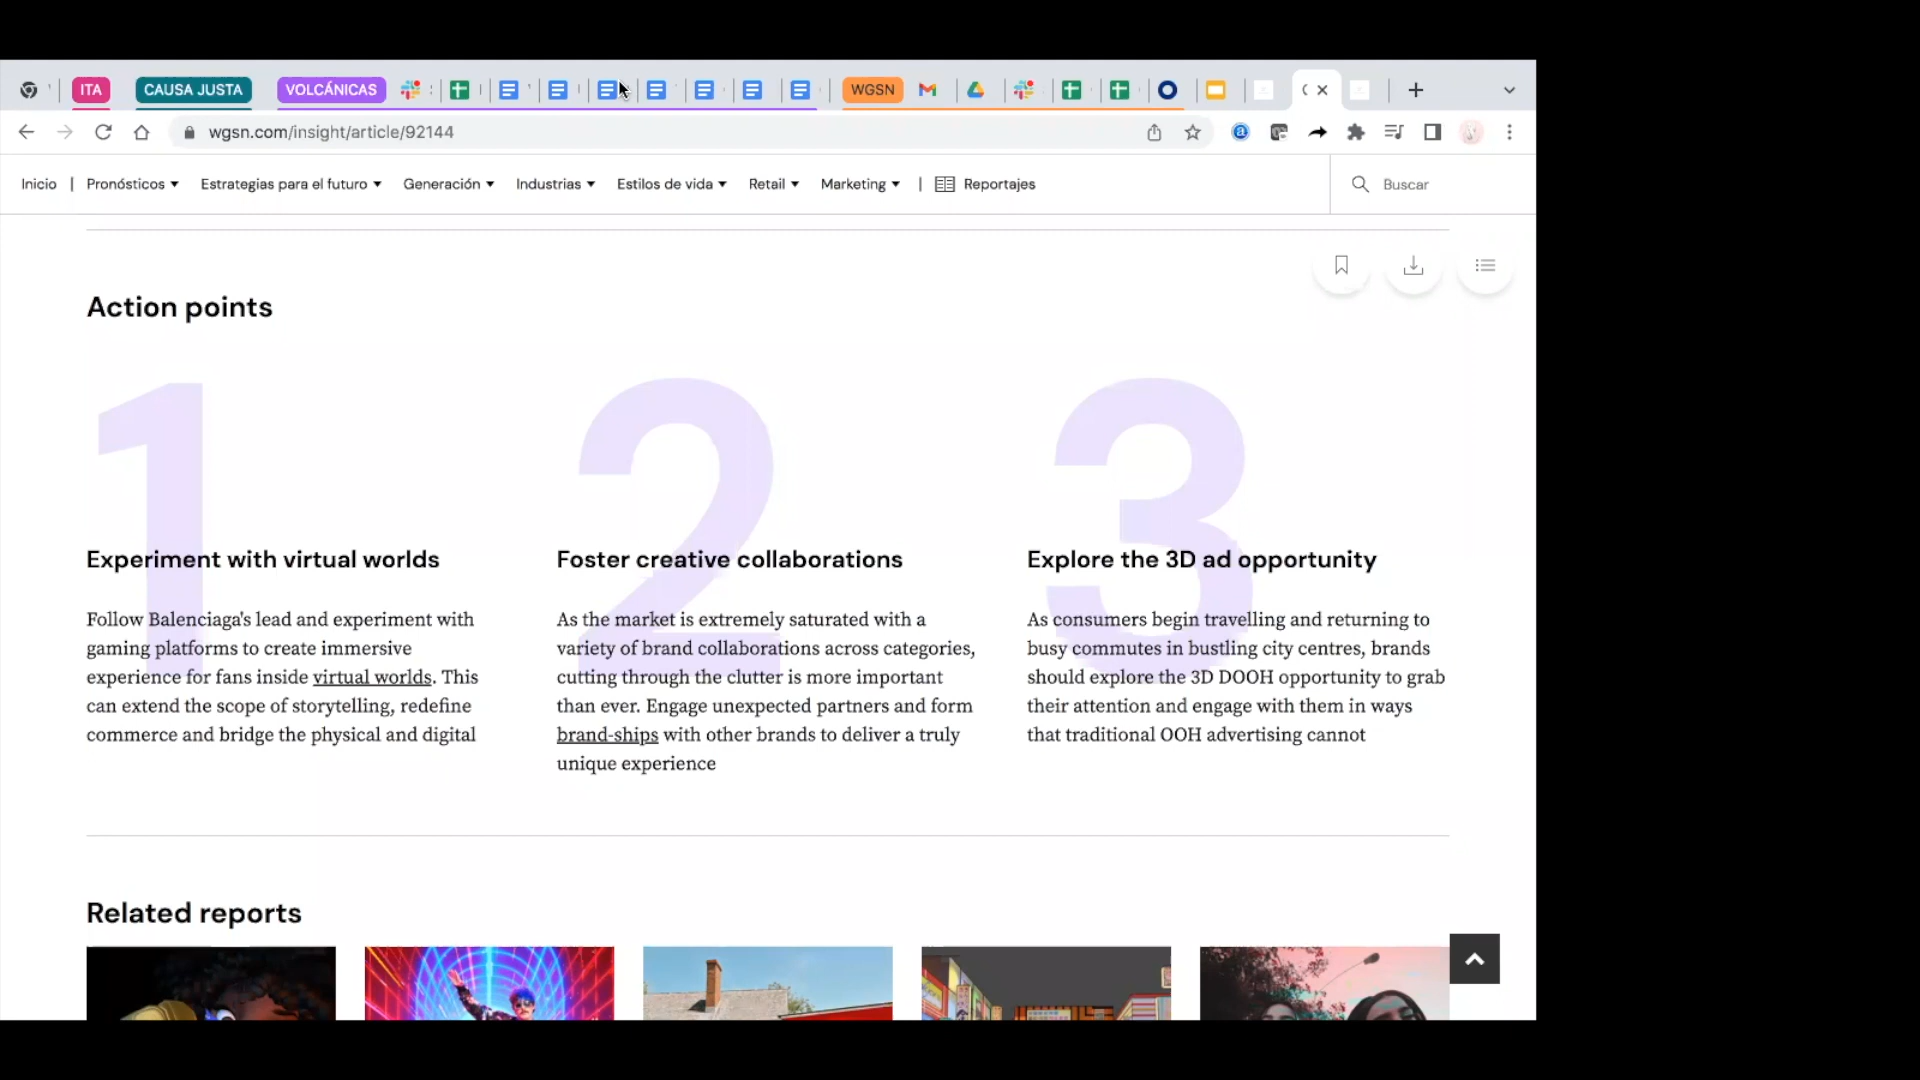 ITA
CAUSA JUSTA
VOLCÁNICAS
WGSN
wgsn.com/insight/article/92144
Inicio | Pronósticos Estrategias para el futuro Generación Industrias Estilos de vida Retail Marketing | Reportajes
Buscar
Action points
1
2
3
Experiment with virtual worlds
Follow Balenciaga's lead and experiment with
gaming platforms to create immersive
experience for fans inside virtual worlds. This
can extend the scope of storytelling, redefine
commerce and bridge the physical and digital
Foster creative collaborations
As the market is extremely saturated with a
variety of brand collaborations across categories,
cutting through the clutter is more important
than ever. Engage unexpected partners and form
brand-ships with other brands to deliver a truly
unique experience
Explore the 3D ad opportunity
As consumers begin travelling and returning to
busy commutes in bustling city centres, brands
should explore the 3D DOOH opportunity to grab
their attention and engage with them in ways
that traditional OOH advertising cannot
Related reports